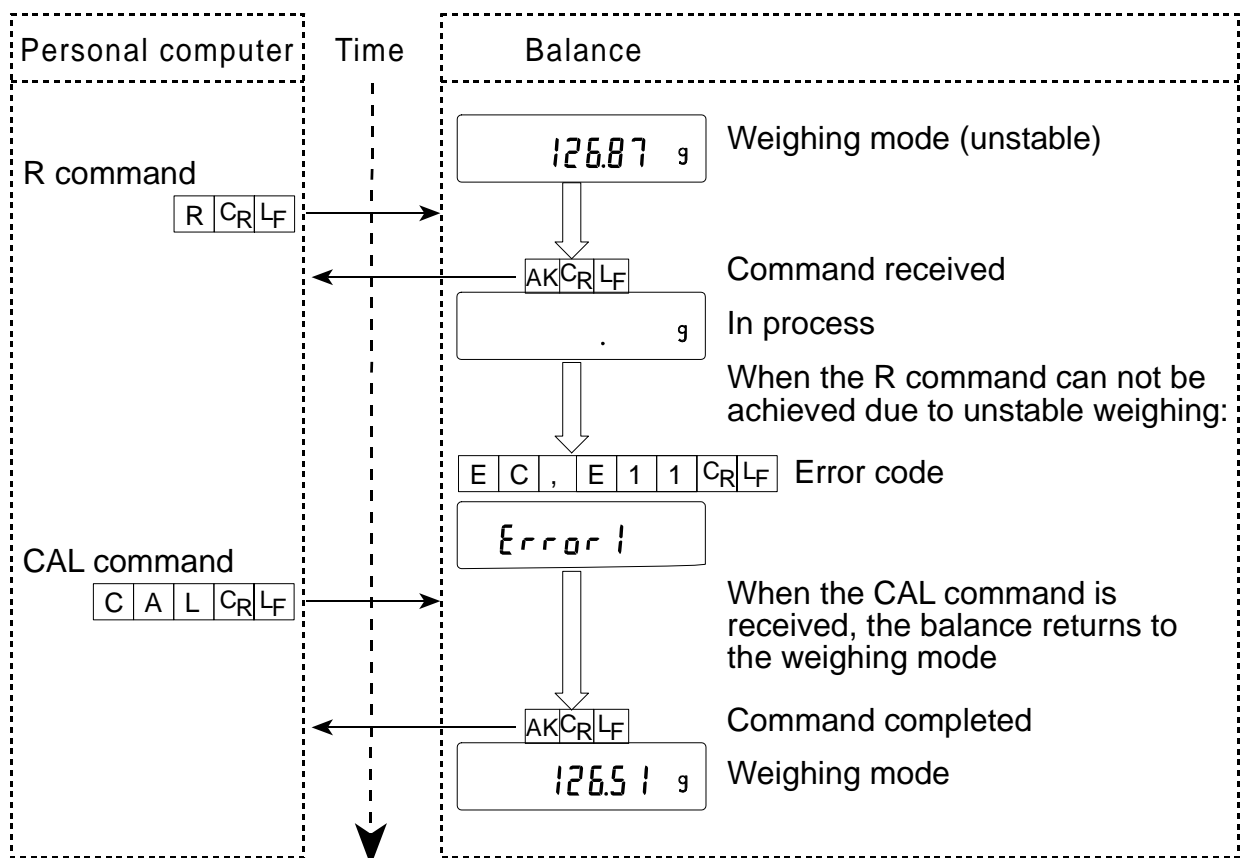 Personal computer Time Balance
126.87 g Weighing mode (unstable)
R command
R CR LF
AK CR LF Command received
. g In process
When the R command can not be
achieved due to unstable weighing:
E C , E 1 1 CR LF Error code
Error 1
CAL command
C A L CR LF
When the CAL command is
received, the balance returns to
the weighing mode
AK CR LF Command completed
126.51 g Weighing mode